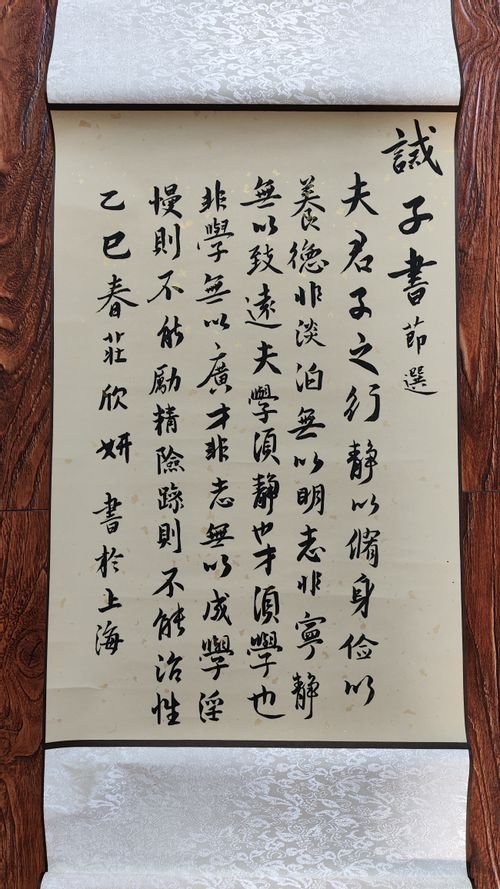 誡子書節選
夫君子之行静以脩身儉以
養德非淡泊無以明志非寧静
無以致遠夫學須静也才須學也
非學無以廣才非志無以成學淫
慢則不能勵精險躁則不能治性
乙巳春莊欣妍書於上海